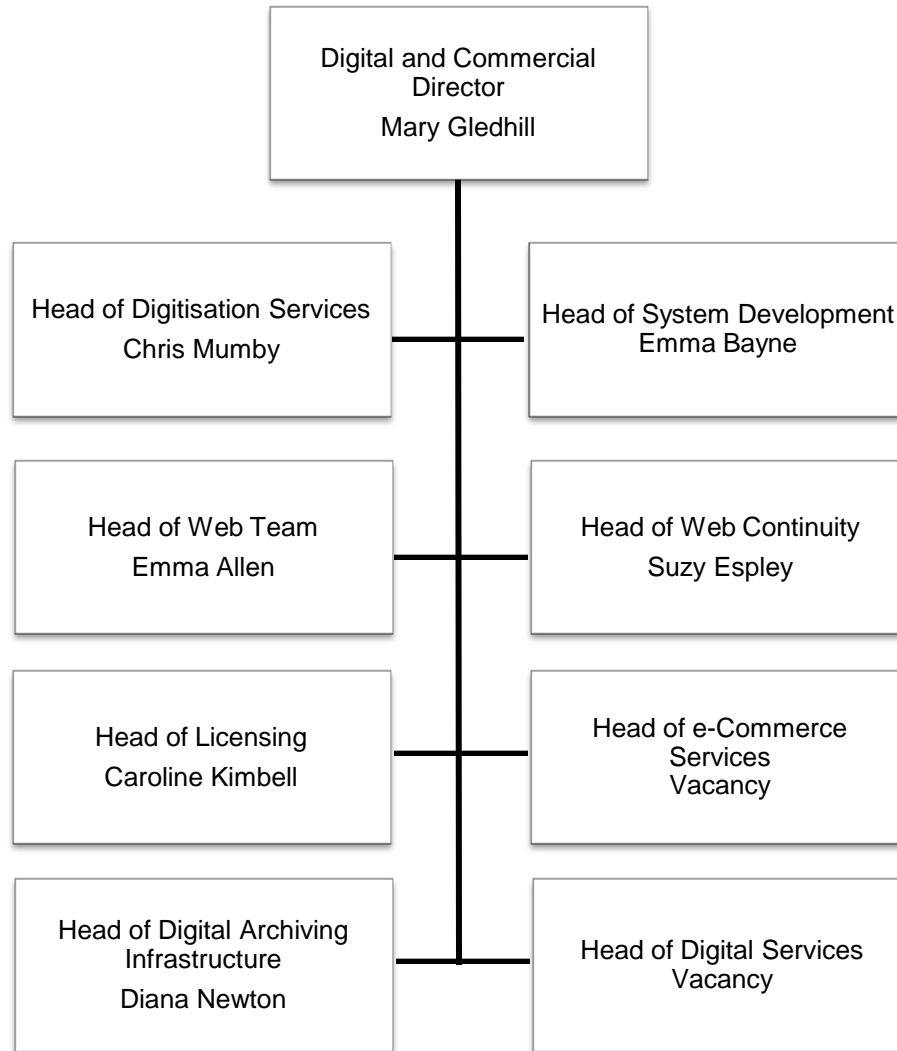 Digital and Commercial
Director
Mary Gledhill
Head of Digitisation Services
Chris Mumby
Head of System Development
Emma Bayne
Head of Web Team
Emma Allen
Head of Web Continuity
Suzy Espley
Head of Licensing
Caroline Kimbell
Head of e-Commerce
Services
Vacancy
Head of Digital Archiving
Infrastructure
Diana Newton
Head of Digital Services
Vacancy